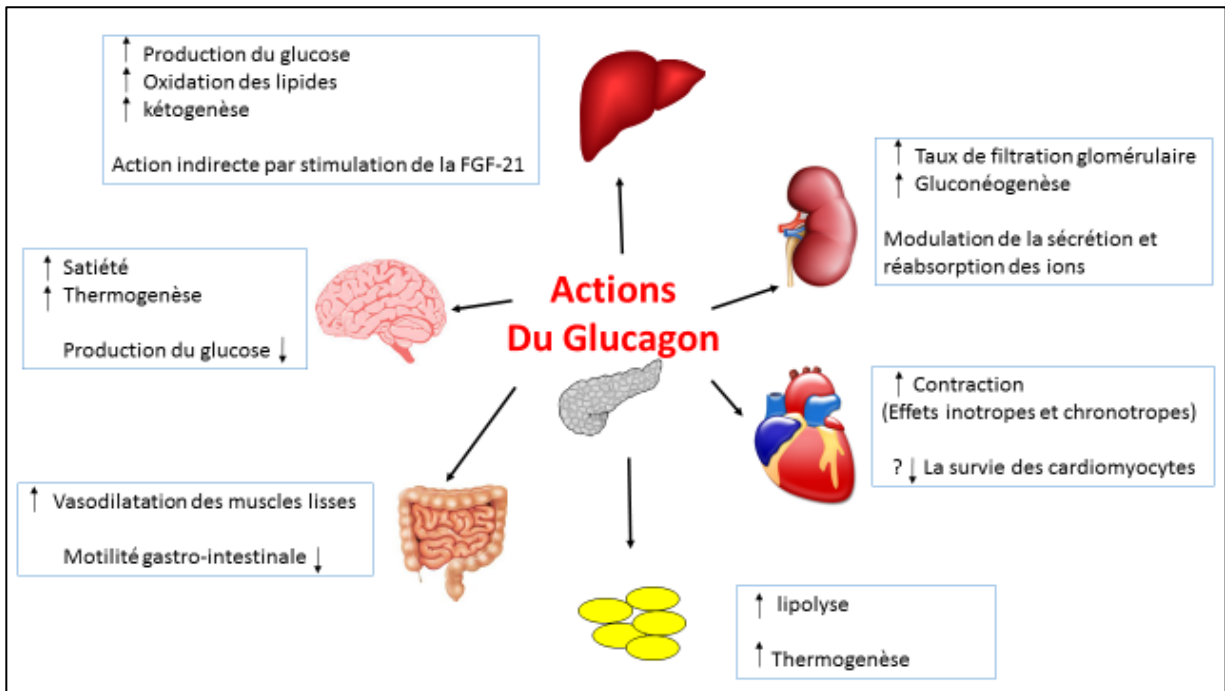 ↑ Production du glucose
↑ Oxidation des lipides
↑ kétogenèse
Action indirecte par stimulation de la FGF-21
↑ Taux de filtration glomérulaire
↑ Gluconéogenèse
Modulation de la sécrétion et
réabsorption des ions
↑ Satiété
↑ Thermogenèse
Production du glucose ↓
Actions
Du Glucagon
↑ Contraction
(Effets inotropes et chronotropes)
? ↓ La survie des cardiomyocytes
↑ Vasodilatation des muscles lisses
Motilité gastro-intestinale ↓
↑ lipolyse
↑ Thermogenèse